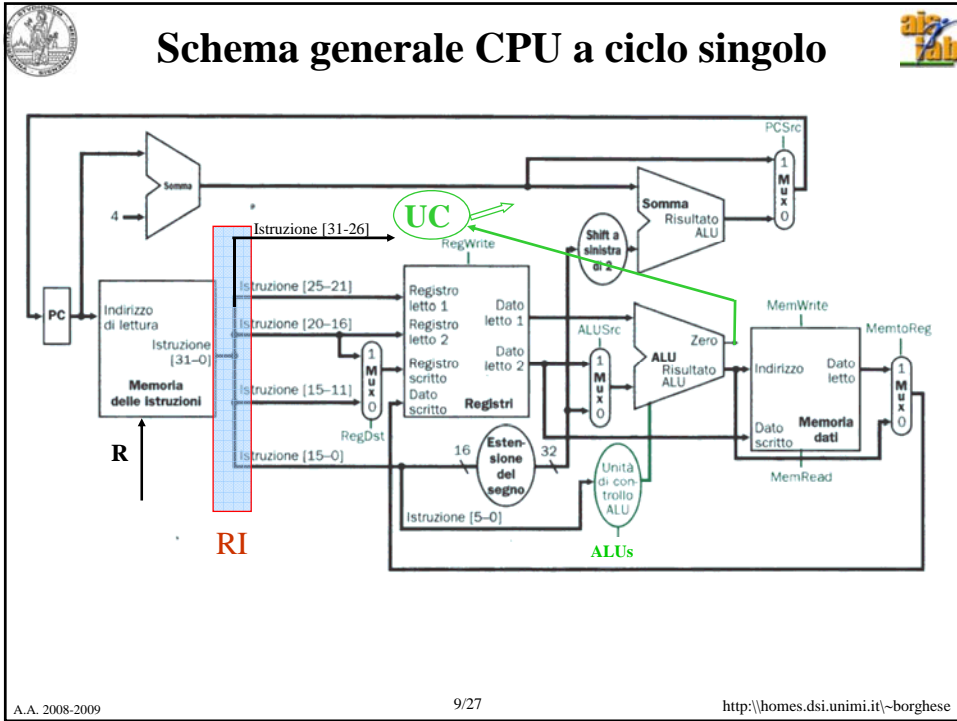 Schema generale CPU a ciclo singolo
PCSrc
1
Mux
0
Somma
4
Somma
Risultato
ALU
Istruzione [31-26]
UC
RegWrite
Shift a
sinistra
di 2
PC
Indirizzo
di lettura
Istruzione
[31–0]
Memoria
delle istruzioni
R
RI
Istruzione [25–21]
Istruzione [20–16]
Istruzione [15–11]
Istruzione [15–0]
1
Mux
0
RegDst
Registro
letto 1
Registro
letto 2
Registro
scritto
Dato
scritto
Dato
letto 1
Dato
letto 2
Registri
ALUSrc
1
Mux
0
Zero
ALU
Risultato
ALU
MemWrite
Indirizzo
Dato
letto
Dato
scritto
Memoria
dati
MemRead
MemtoReg
1
Mux
0
16
Esten-
sione
del
segno
32
Unità
di con-
trollo
ALU
Istruzione [5–0]
ALUs
A.A. 2008-2009
9/27
http:\\homes.dsi.unimi.it\~borghese